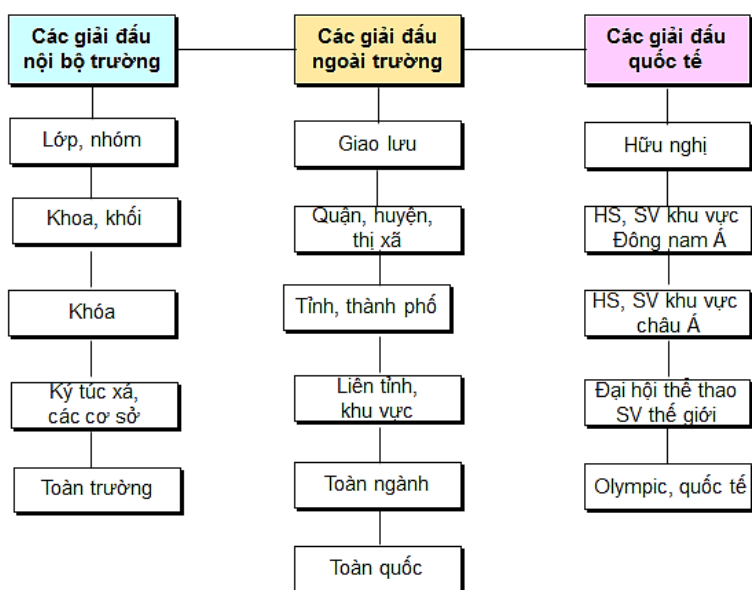 Các giải đấu
nội bộ trường
Lớp, nhóm
Khoa, khối
Khóa
Ký túc xá,
các cơ sở
Toàn trường
Các giải đấu
ngoài trường
Giao lưu
Quận, huyện,
thị xã
Tỉnh, thành phố
Liên tỉnh,
khu vực
Toàn ngành
Toàn quốc
Các giải đấu
quốc tế
Hữu nghị
HS, SV khu vực
Đông nam Á
HS, SV khu vực
châu Á
Đại hội thể thao
SV thế giới
Olympic, quốc tế